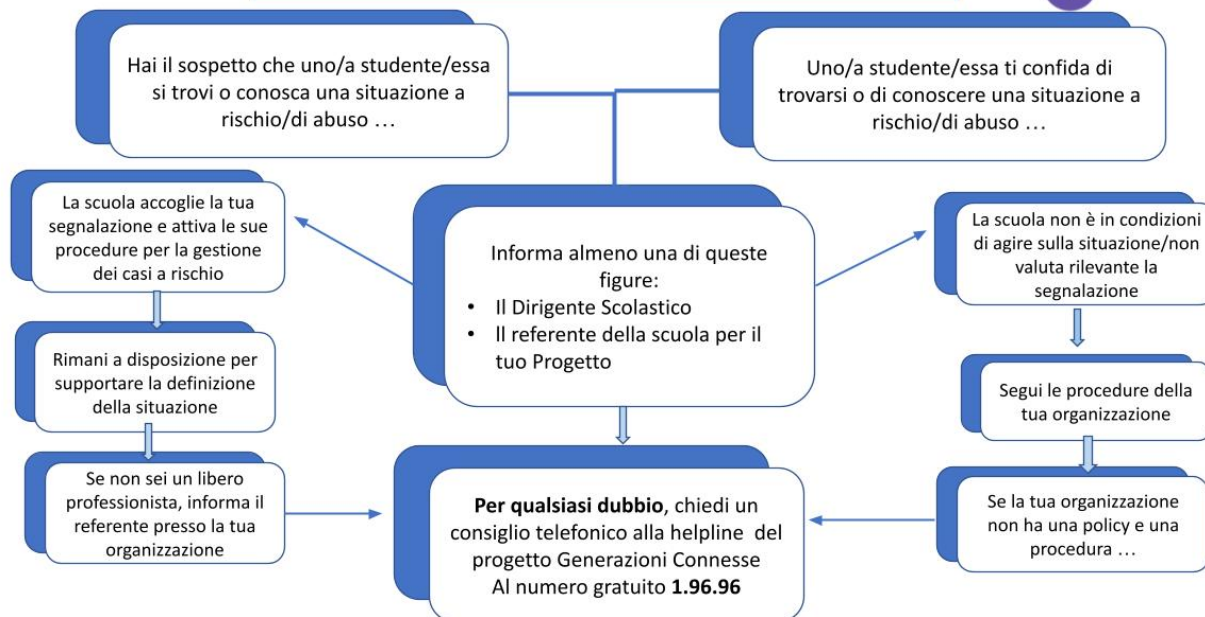 Hai il sospetto che uno/a studente/essa
si trovi o conosca una situazione a
rischio/di abuso …
Uno/a studente/essa ti confida di
trovarsi o di conoscere una situazione a
rischio/di abuso …
La scuola accoglie la tua
segnalazione e attiva le sue
procedure per la gestione
dei casi a rischio
Informa almeno una di queste
figure:
• Il Dirigente Scolastico
• Il referente della scuola per il
tuo Progetto
La scuola non è in condizioni
di agire sulla situazione/non
valuta rilevante la
segnalazione
Rimani a disposizione per
supportare la definizione
della situazione
Segui le procedure della
tua organizzazione
Se non sei un libero
professionista, informa il
referente presso la tua
organizzazione
Per qualsiasi dubbio, chiedi un
consiglio telefonico alla helpline del
progetto Generazioni Connesse
Al numero gratuito 1.96.96
Se la tua organizzazione
non ha una policy e una
procedura …